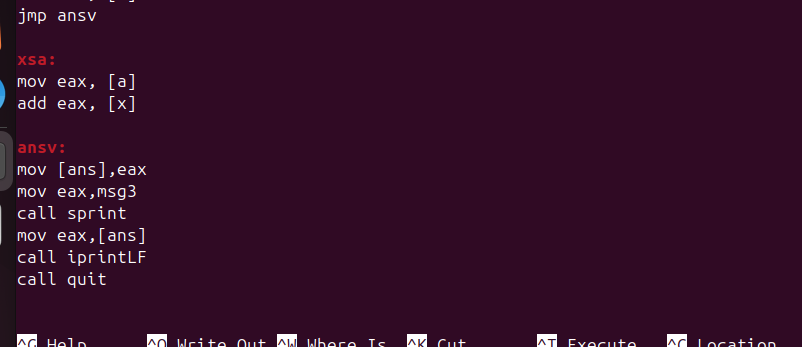 jmp ansv
xsa:
mov eax, [a]
add eax, [x]
ansv:
mov [ans],eax
mov eax,msg3
call sprint
mov eax,[ans]
call iprintLF
call quit
^G Help ^O Write Out ^W Where Is ^K Cut ^T Execute ^C Location